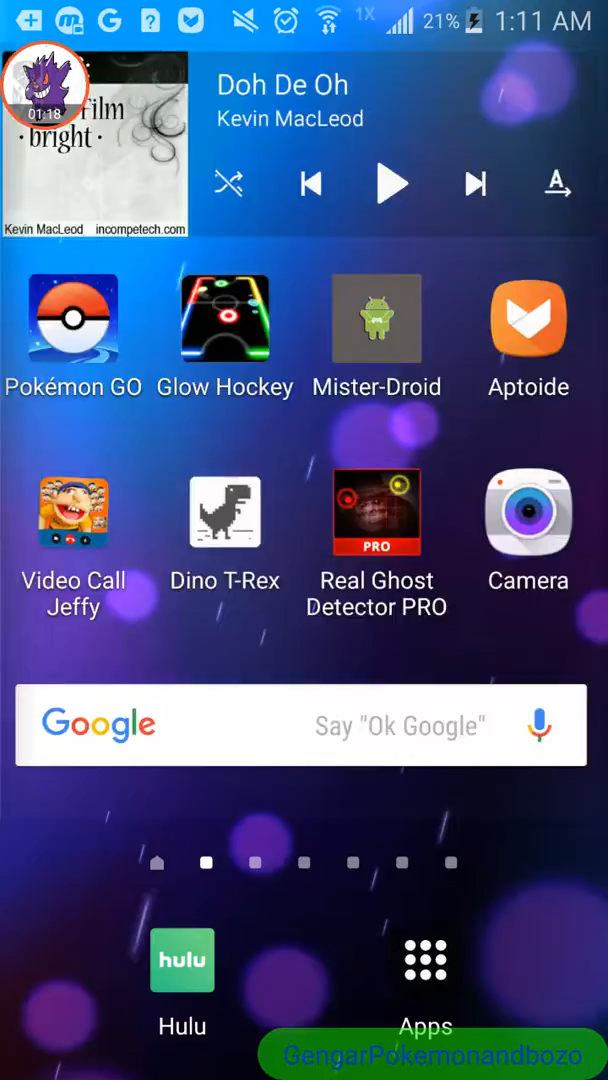 1X 21% 1:11 AM
01:18
Film
· bright ·
Kevin MacLeod incompetech.com
Doh De Oh
Kevin MacLeod
A
Pokémon GO Glow Hockey Mister-Droid Aptoide
PRO
Video Call Jeffy
Dino T-Rex
Real Ghost
Detector PRO
Camera
Google Say "Ok Google"
hulu
Hulu Apps
GengarPokemonandbozo